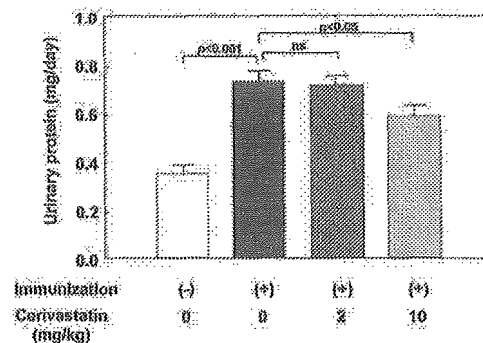 Urinary protein (mg/day)
1.0
0.8
0.6
0.4
0.2
0.0
p<0.001
ns
p<0.05
Immunization (-) (+) (+) (+)
Cerivastatin 0 0 2 10
(mg/kg)